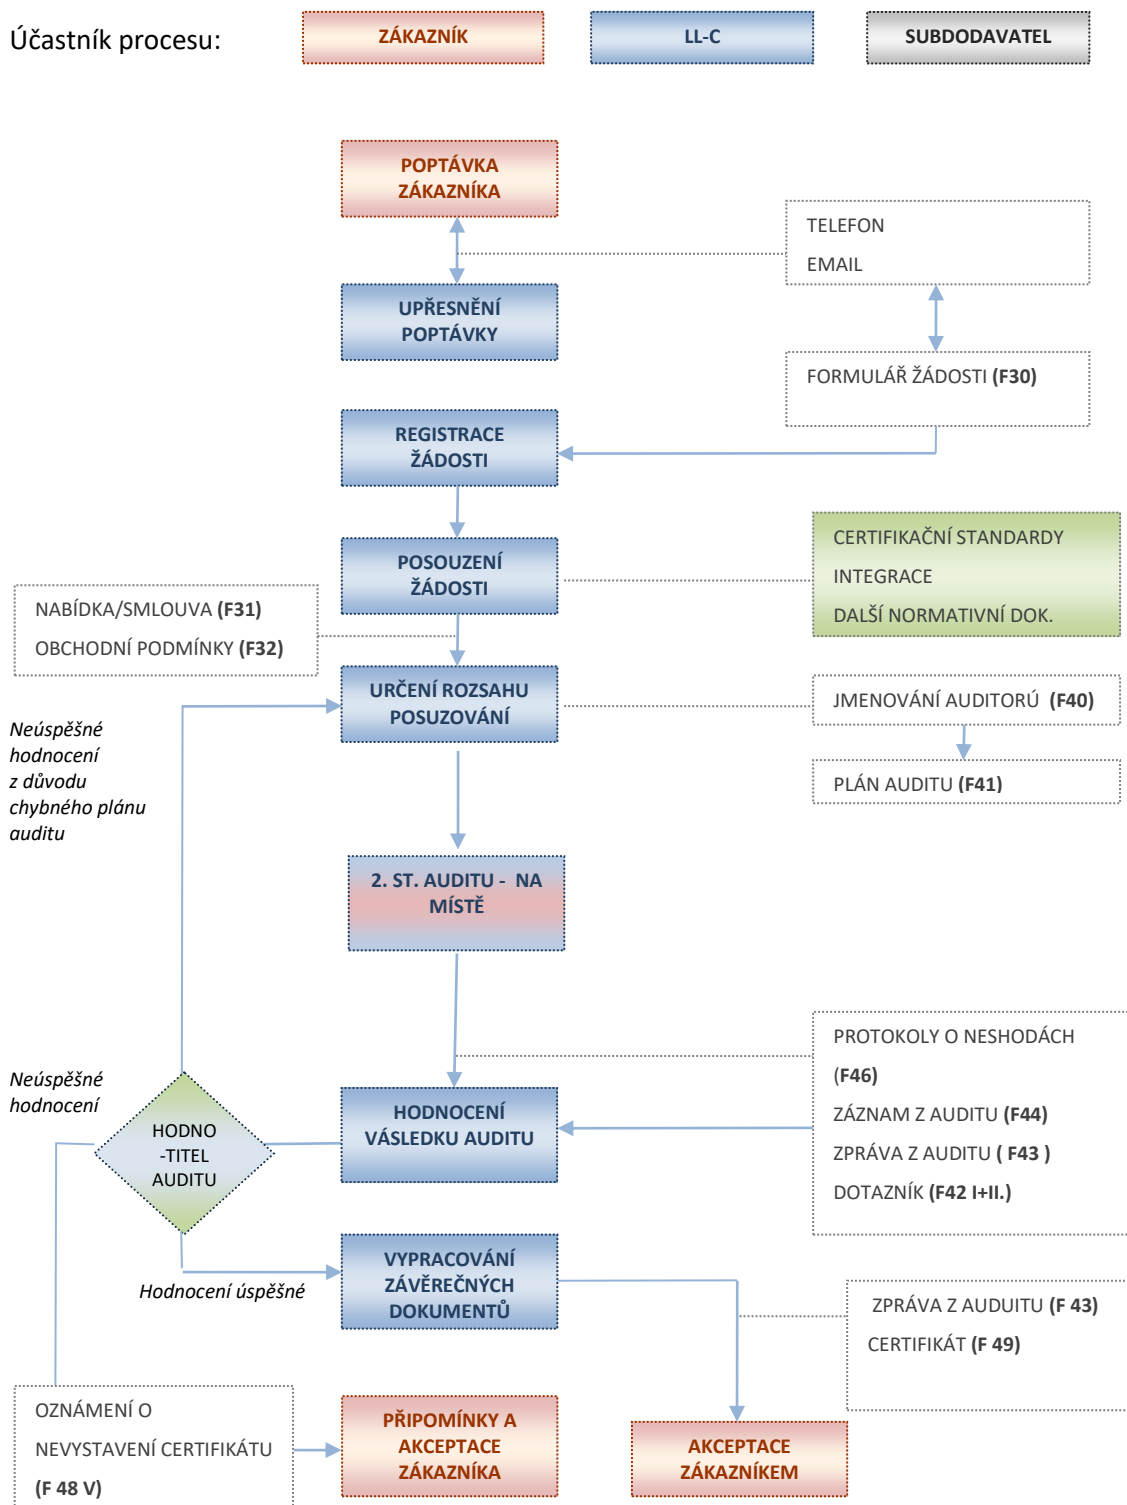 Účastník procesu:
ZÁKAZNÍK
LL-C
SUBDODAVATEL
POPTÁVKA
ZÁKAZNÍKA
TELEFON
EMAIL
UPŘESNĚNÍ
POPTÁVKY
FORMULÁŘ ŽÁDOSTI (F30)
REGISTRACE
ŽÁDOSTI
CERTIFIKAČNÍ STANDARDY
INTEGRACE
DALŠÍ NORMATIVNÍ DOK.
POSOUZENÍ
ŽÁDOSTI
NABÍDKA/SMLOUVA (F31)
OBCHODNÍ PODMÍNKY (F32)
URČENÍ ROZSAHU
POSUZOVÁNÍ
JMENOVÁNÍ AUDITORÚ (F40)
PLÁN AUDITU (F41)
Neúspěšné
hodnocení
z důvodu
chybného plánu
auditu
2. ST. AUDITU - NA
MÍSTĚ
PROTOKOLY O NESHODÁCH
(F46)
ZÁZNAM Z AUDITU (F44)
ZPRÁVA Z AUDITU ( F43 )
DOTAZNÍK (F42 I+II.)
Neúspěšné
hodnocení
HODNO
-TITEL
AUDITU
HODNOCENÍ
VÁSLEDKU AUDITU
VYPRACOVÁNÍ
ZÁVĚREČNÝCH
DOKUMENTŮ
Hodnocení úspěšné
ZPRÁVA Z AUDUITU (F 43)
CERTIFIKÁT (F 49)
OZNÁMENÍ O
NEVYSTAVENÍ CERTIFIKÁTU
(F 48 V)
PŘIPOMÍNKY A
AKCEPTACE
ZÁKAZNÍKA
AKCEPTACE
ZÁKAZNÍKEM